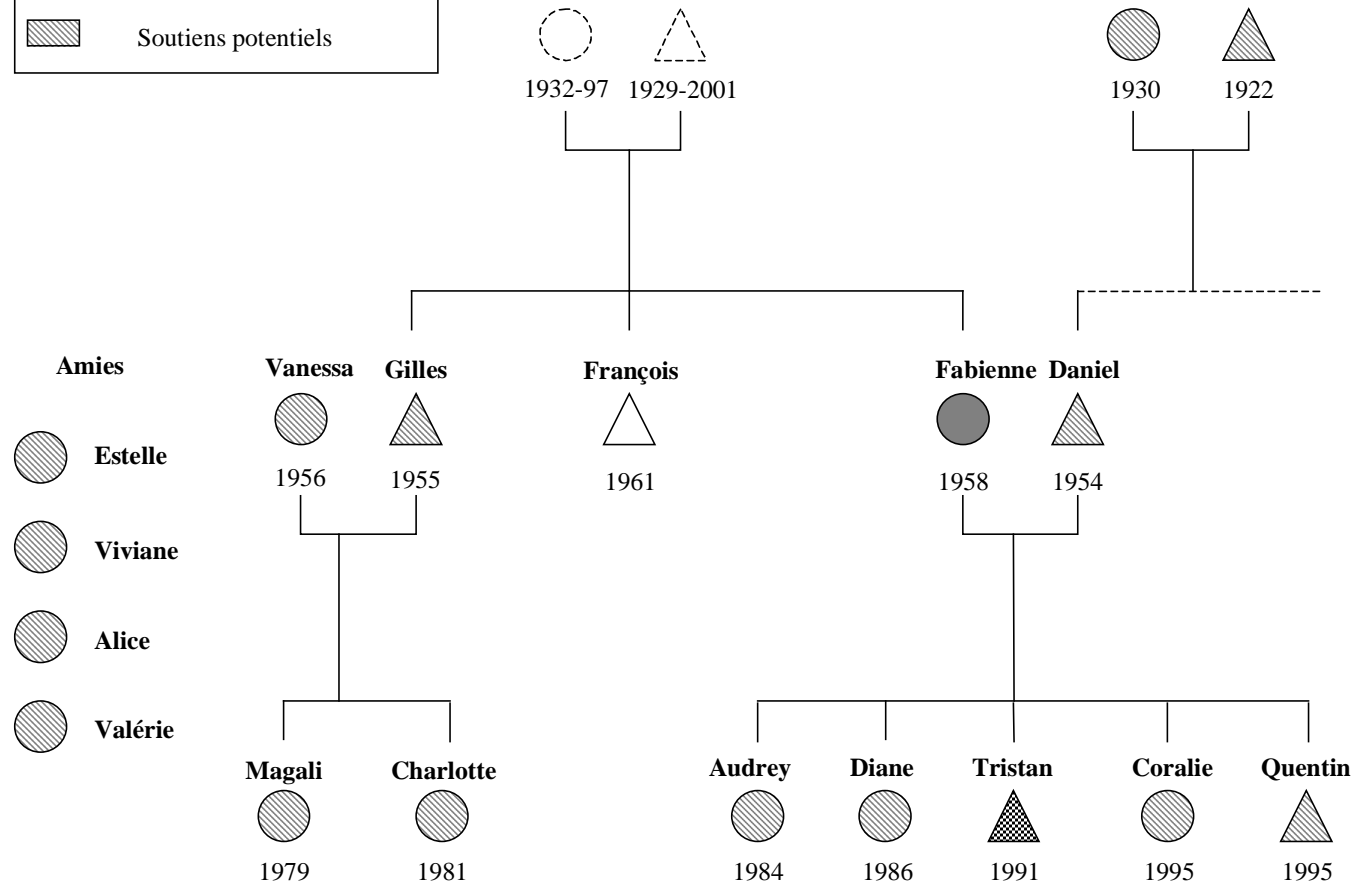 Soutiens potentiels
1932-97 1929-2001 1930 1922
Amies Vanessa Gilles François Fabienne Daniel
Estelle
1956 1955 1961 1958 1954
Viviane
Alice
Valérie
Magali Charlotte Audrey Diane Tristan Coralie Quentin
1979 1981 1984 1986 1991 1995 1995